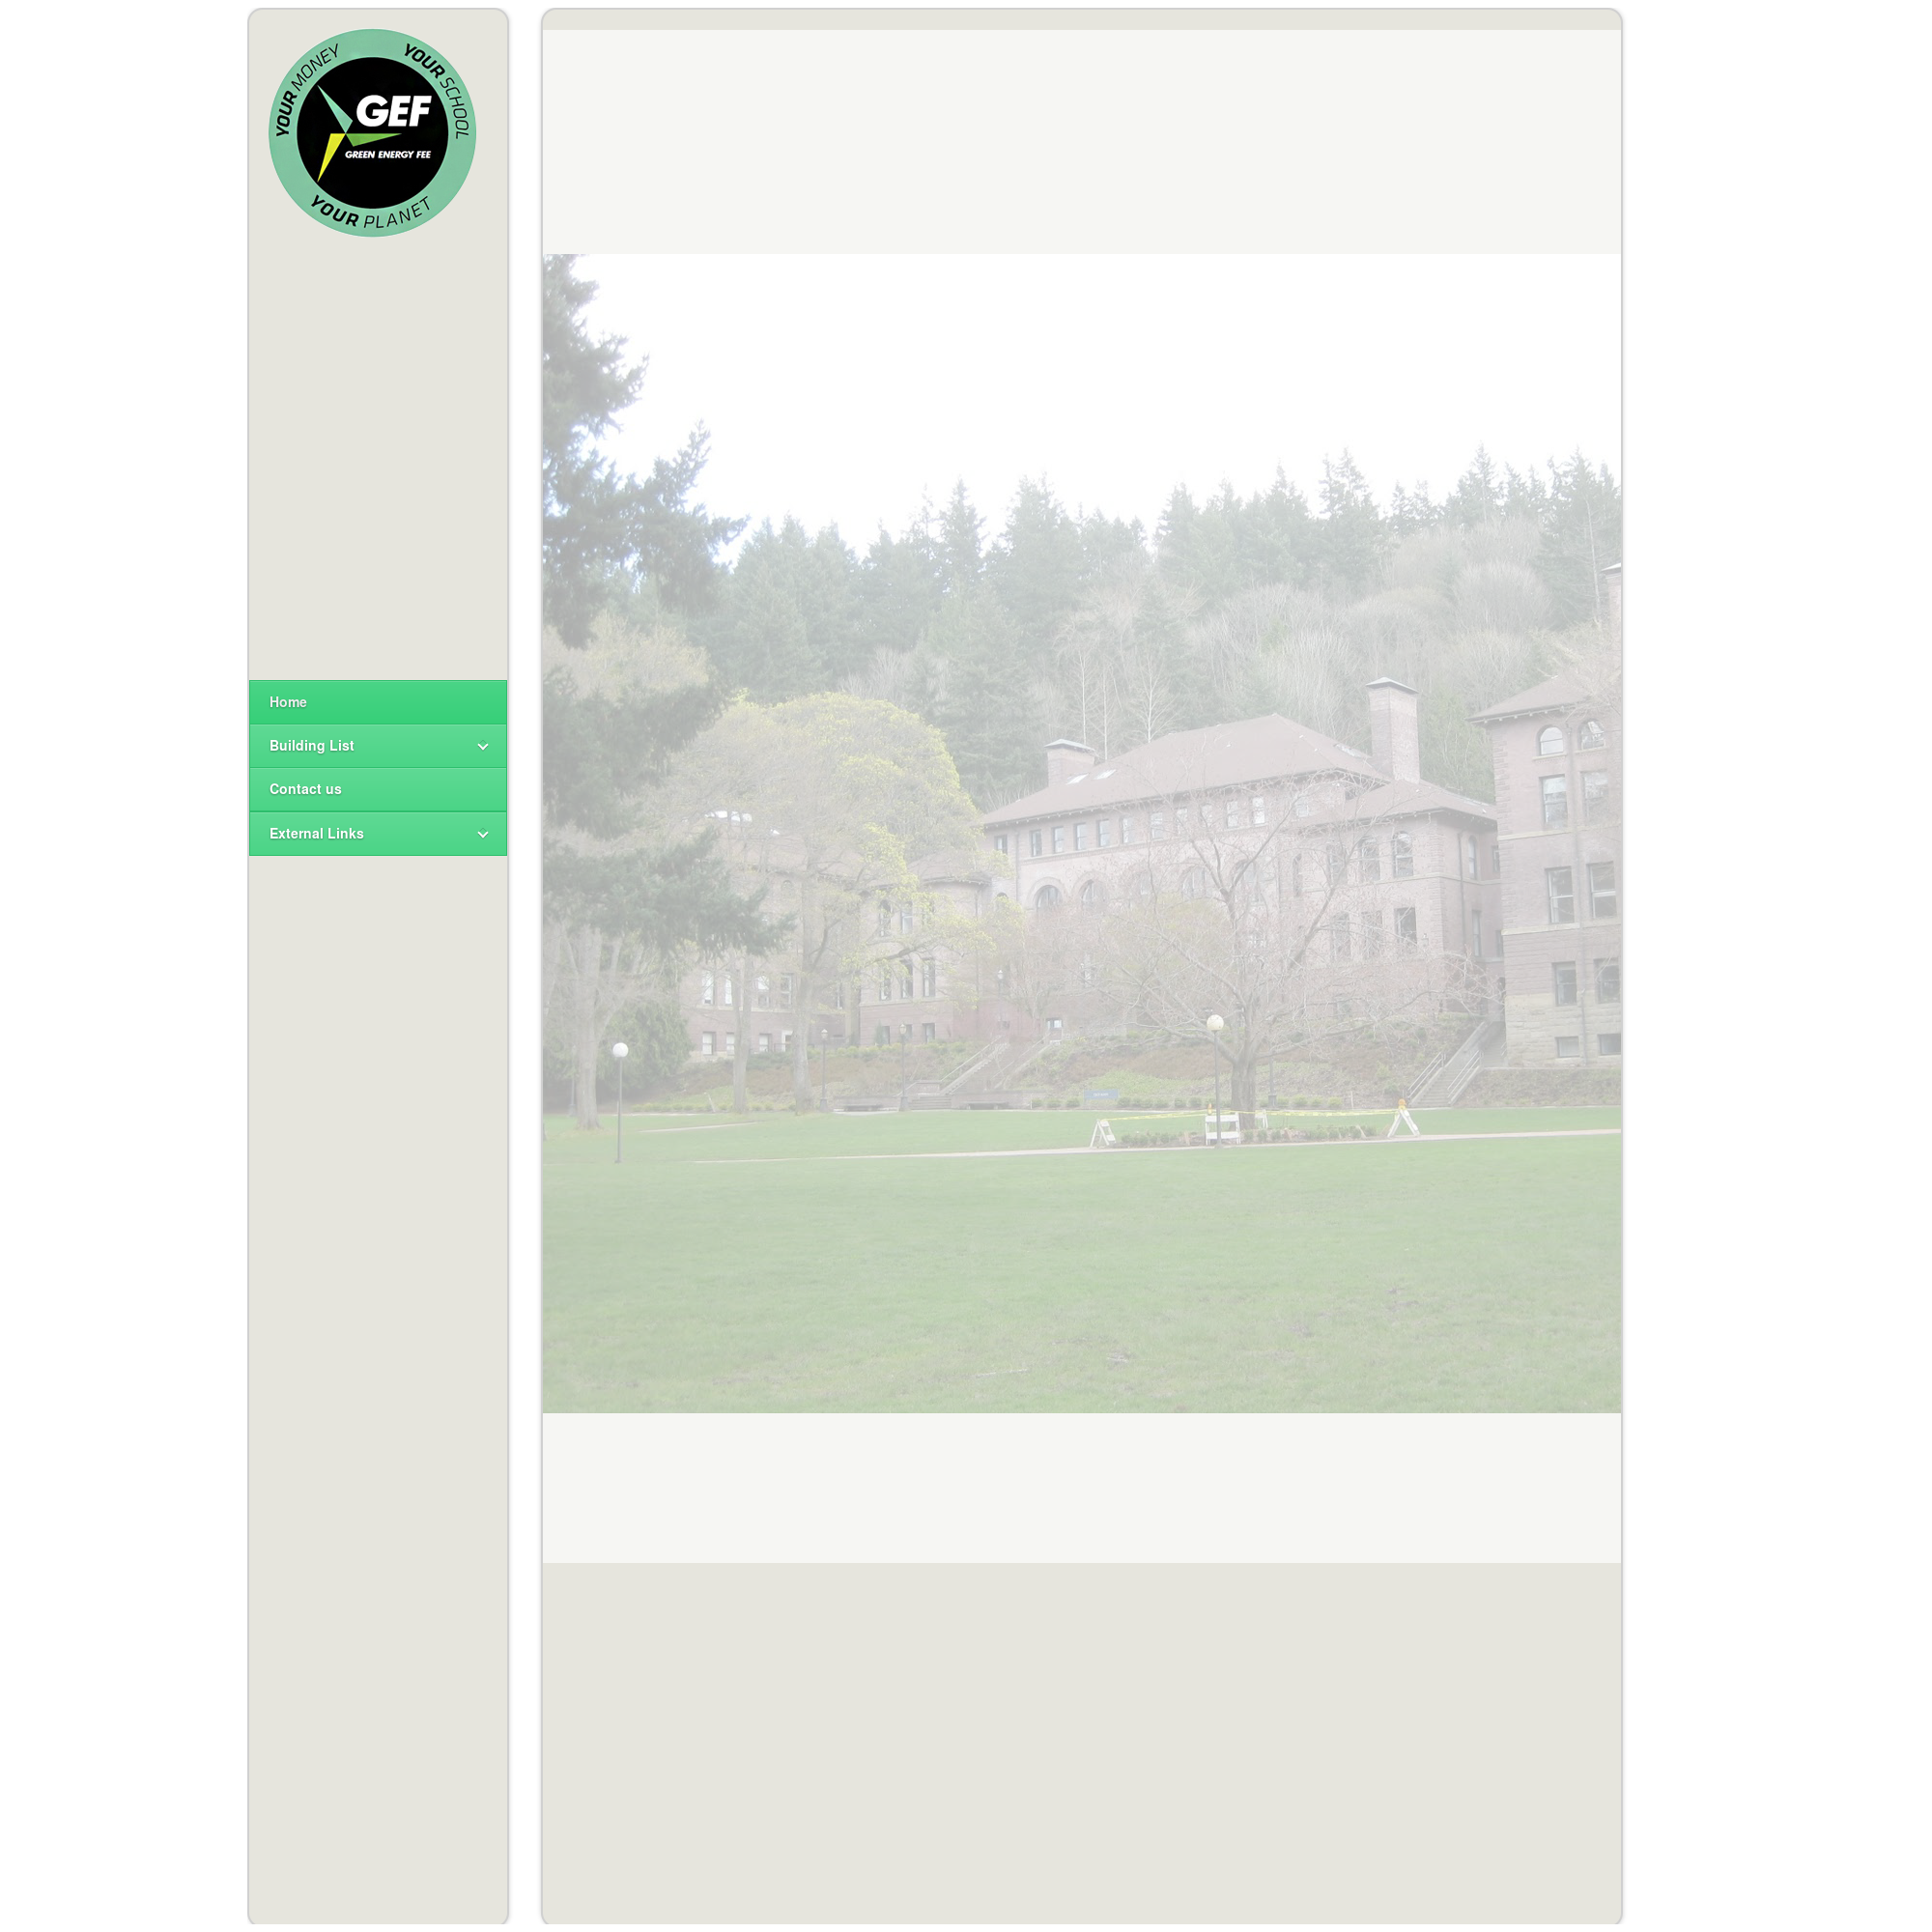 YOUR MONEY
YOUR SCHOOL
GEF
GREEN ENERGY FEE
YOUR PLANET
Home
Building List
Contact us
External Links